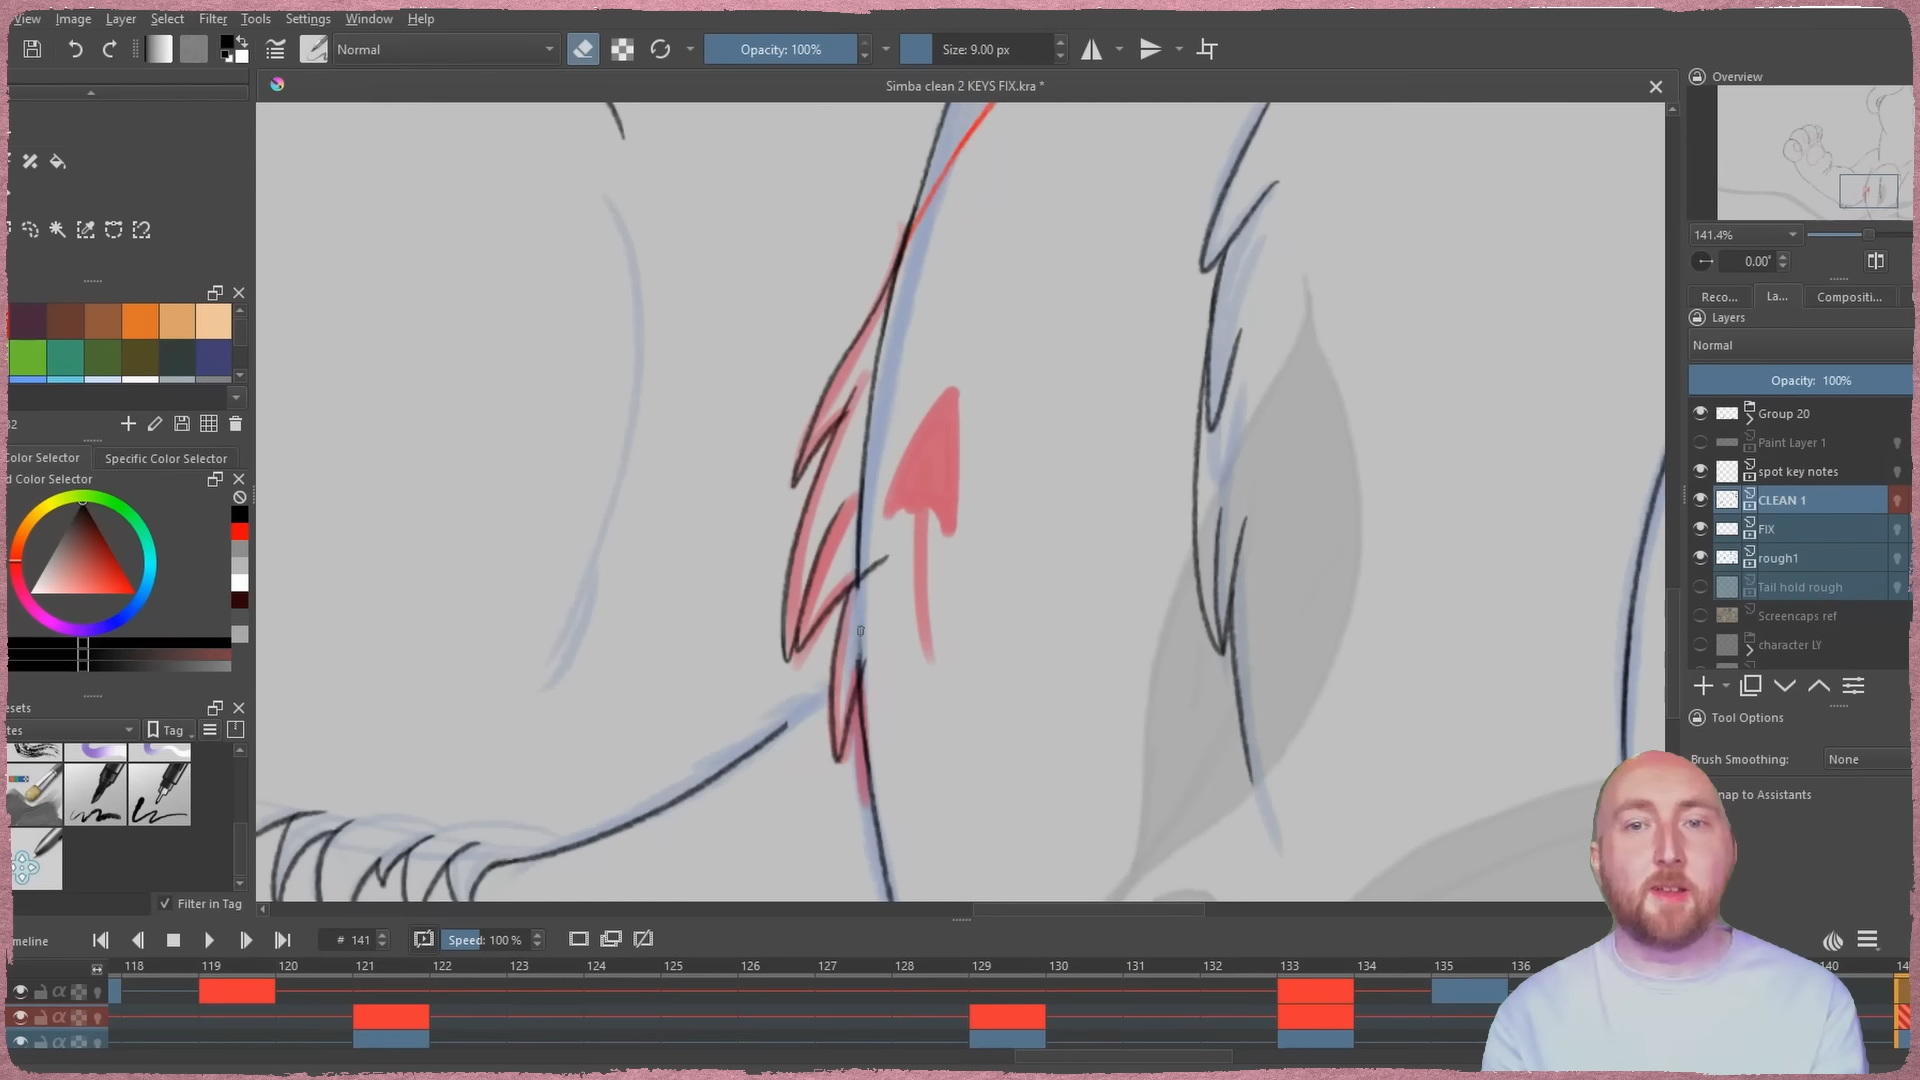 View Image Layer Select Filter Tools Settings Window Help
Normal
Opacity: 100%
Size: 9.00 px
Simba clean 2 KEYS FIX.kra *
Overview
141.4%
0.00°
Reco... La... Compositi...
Layers
Normal
Opacity: 100%
Group 20
Paint Layer 1
spot key notes
CLEAN 1
FIX
rough1
Tail hold rough
Screencaps ref
character LY
Tool Options
Brush Smoothing: None
nap to Assistants
32
Color Selector Specific Color Selector
d Color Selector
esets
tes
Tag
Filter in Tag
meline
# 141
Speed: 100 %
118 119 120 121 122 123 124 125 126 127 128 129 130 131 132 133 134 135 136 140 14